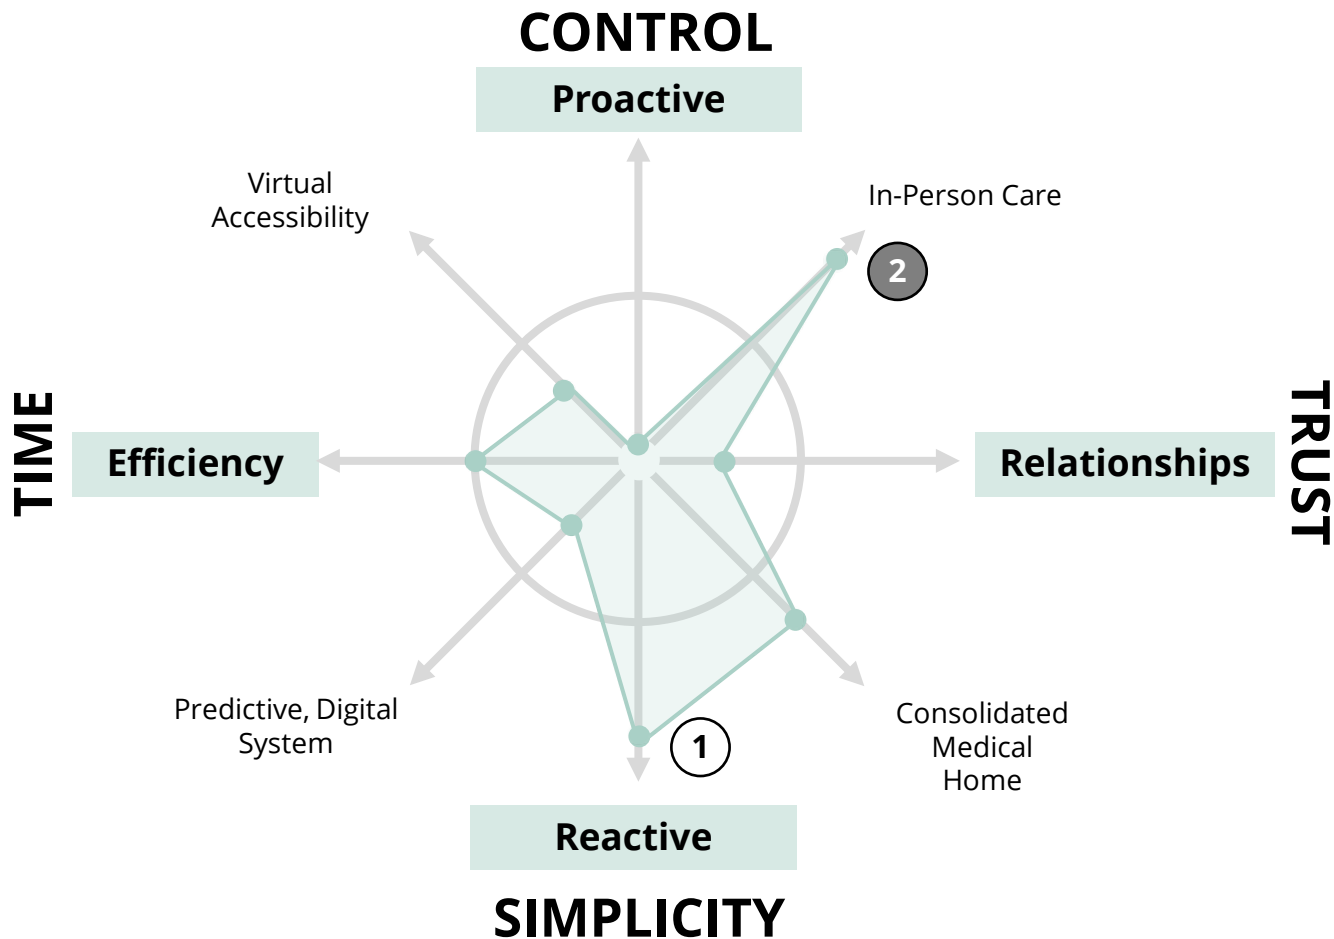 CONTROL
Proactive
Virtual
Accessibility
In-Person Care
2
TIME
Efficiency
Relationships
TRUST
Predictive, Digital
System
1
Consolidated
Medical
Home
Reactive
SIMPLICITY